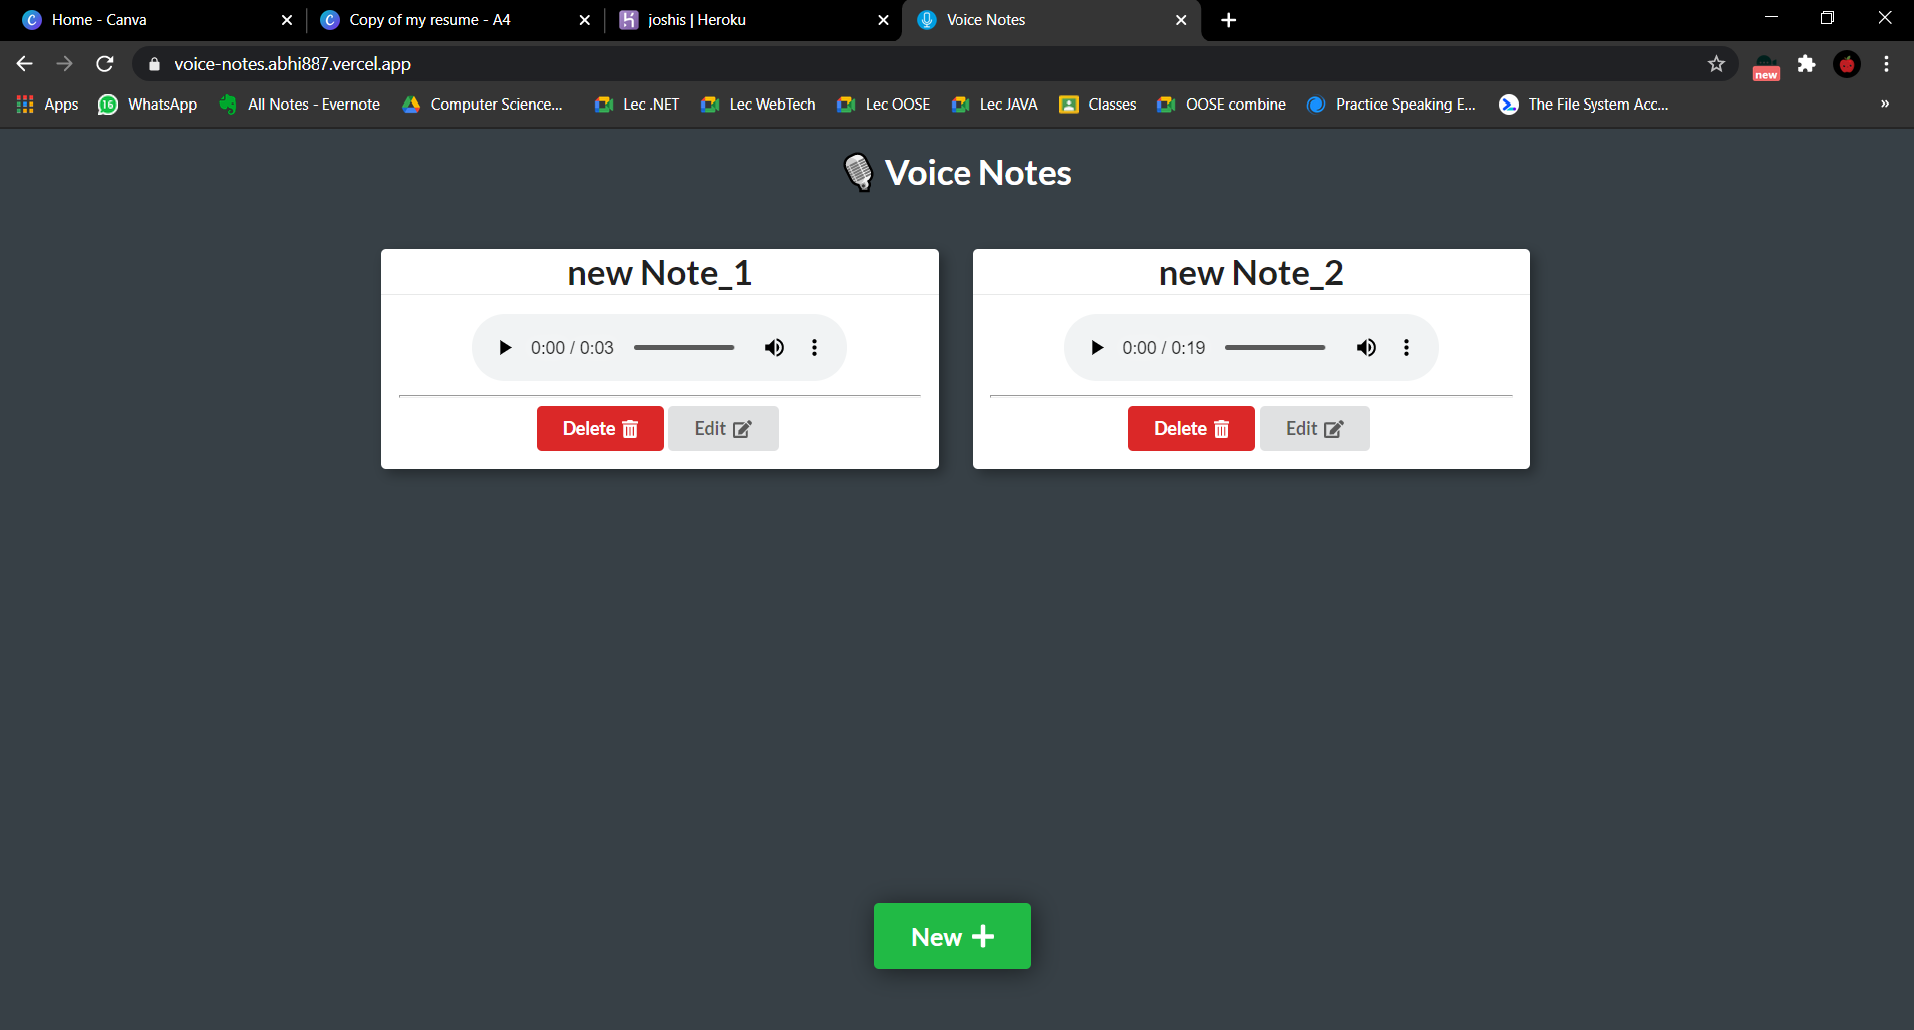 Home - Canva
Copy of my resume - A4
joshis | Heroku
Voice Notes
voice-notes.abhi887.vercel.app
new
Apps
16
WhatsApp
All Notes - Evernote
Computer Science...
Lec .NET
Lec WebTech
Lec OOSE
Lec JAVA
Classes
OOSE combine
Practice Speaking E...
The File System Acc...
»
Voice Notes
new Note_1
0:00 / 0:03
Delete
Edit
new Note_2
0:00 / 0:19
Delete
Edit
New